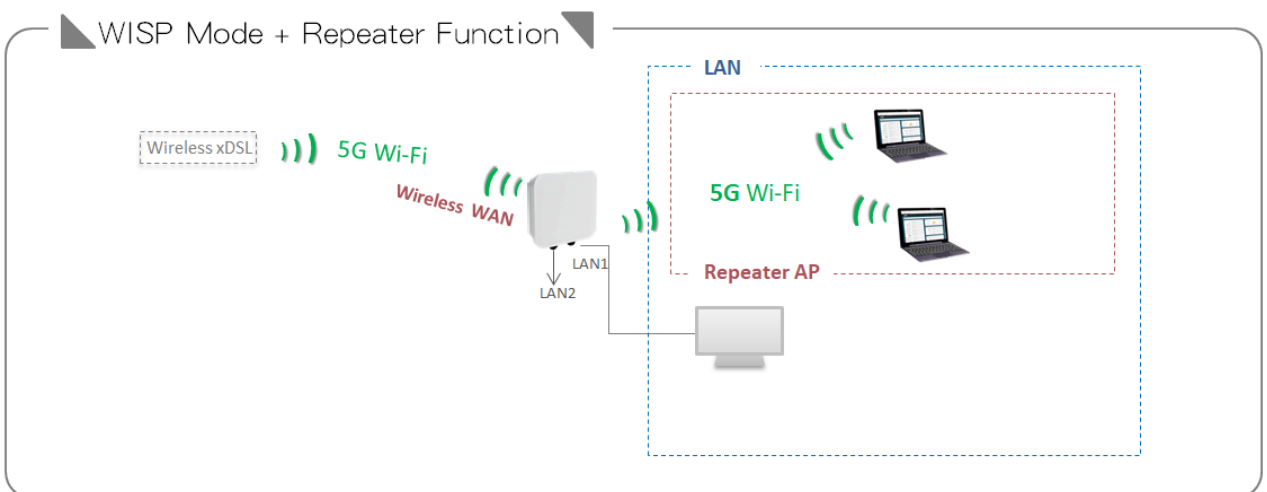 WISP Mode + Repeater Function
LAN
Wireless xDSL
5G Wi-Fi
Wireless WAN
5G Wi-Fi
LAN1
Repeater AP
LAN2